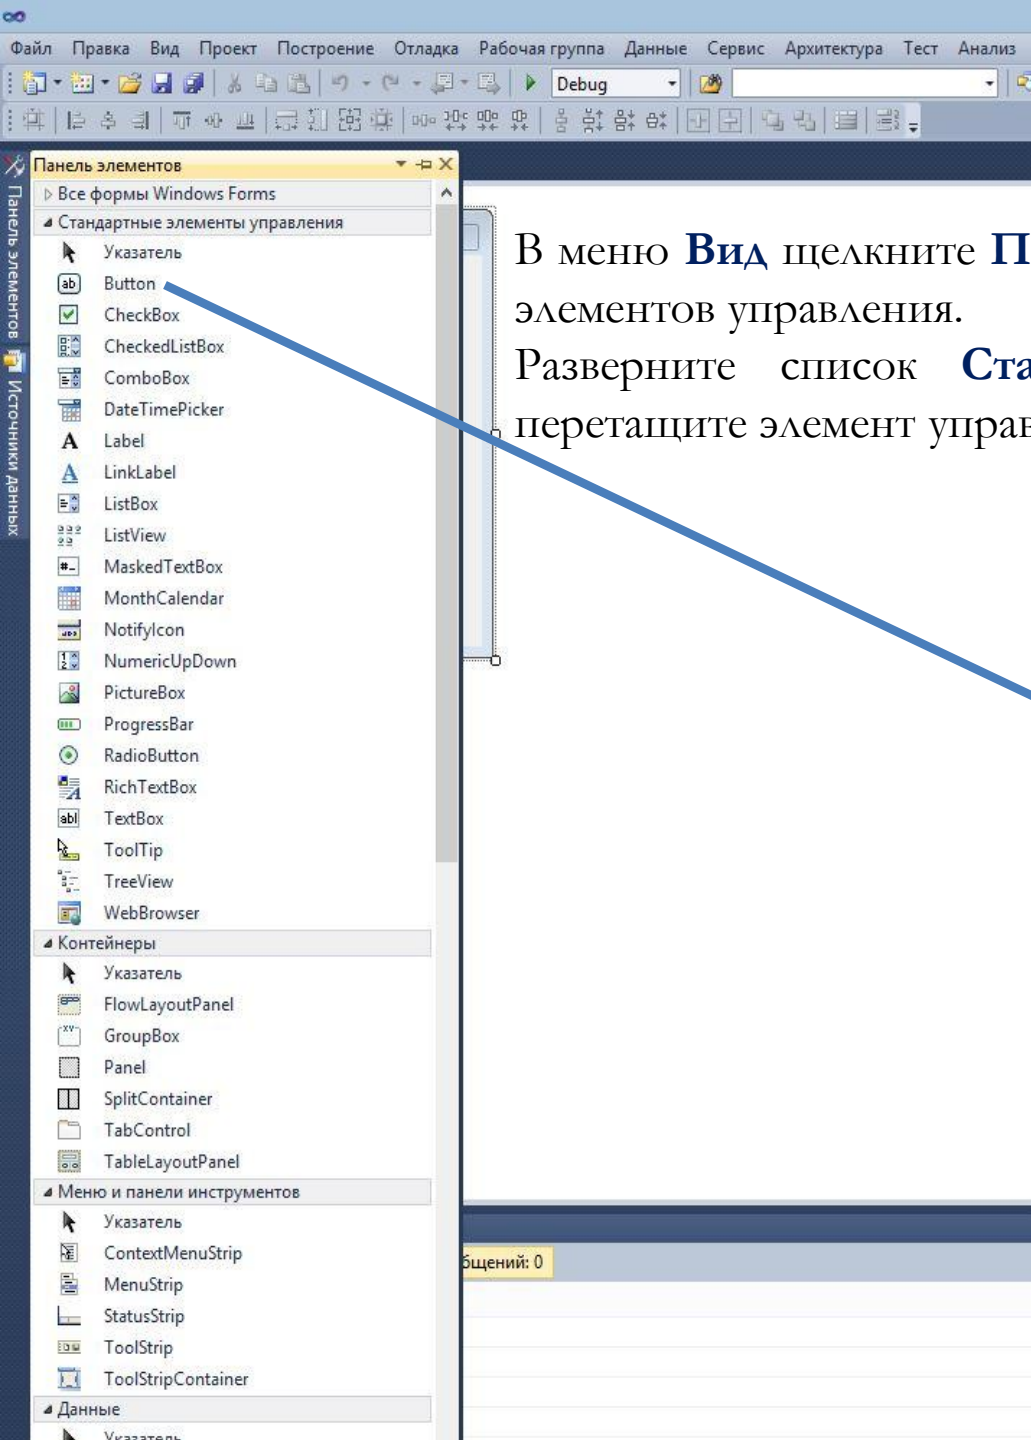 Файл Правка Вид Проект Построение Отладка Рабочая группа Данные Сервис Архитектура Тест Анализ
Debug
Панель элементов
Источники данных
Панель элементов
Все формы Windows Forms
Стандартные элементы управления
Указатель
Button
CheckBox
CheckedListBox
ComboBox
DateTimePicker
Label
LinkLabel
ListBox
ListView
MaskedTextBox
MonthCalendar
NotifyIcon
NumericUpDown
PictureBox
ProgressBar
RadioButton
RichTextBox
TextBox
ToolTip
TreeView
WebBrowser
Контейнеры
Указатель
FlowLayoutPanel
GroupBox
Panel
SplitContainer
TabControl
TableLayoutPanel
Меню и панели инструментов
Указатель
ContextMenuStrip
MenuStrip
StatusStrip
ToolStrip
ToolStripContainer
Данные
Указатель
В меню Вид щелкните П
элементов управления.
Разверните список Ста
перетащите элемент управ
бщений: 0